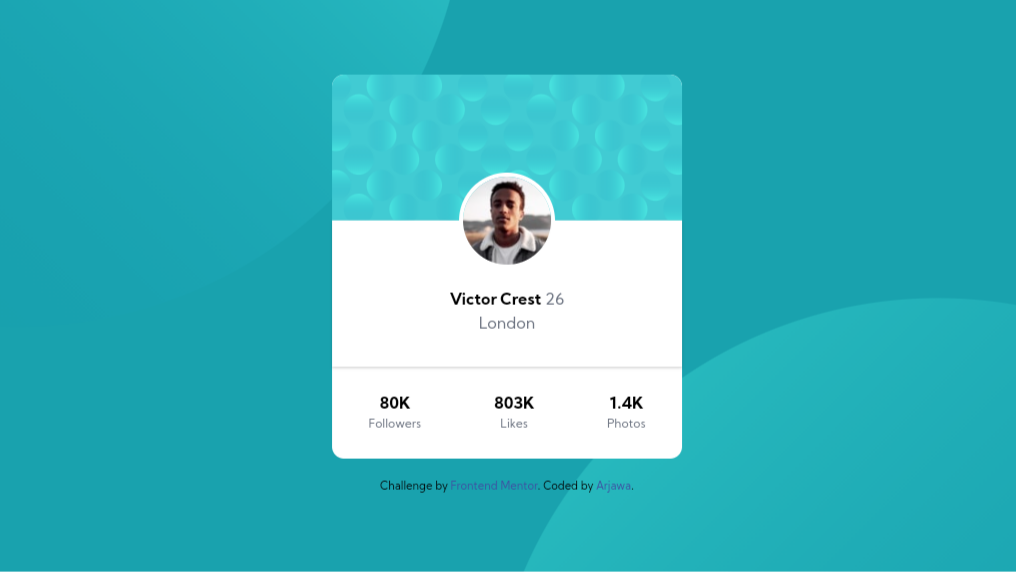 Victor Crest 26
London
80K 803K 1.4K
Followers Likes Photos
Challenge by Frontend Mentor. Coded by Arjawa.